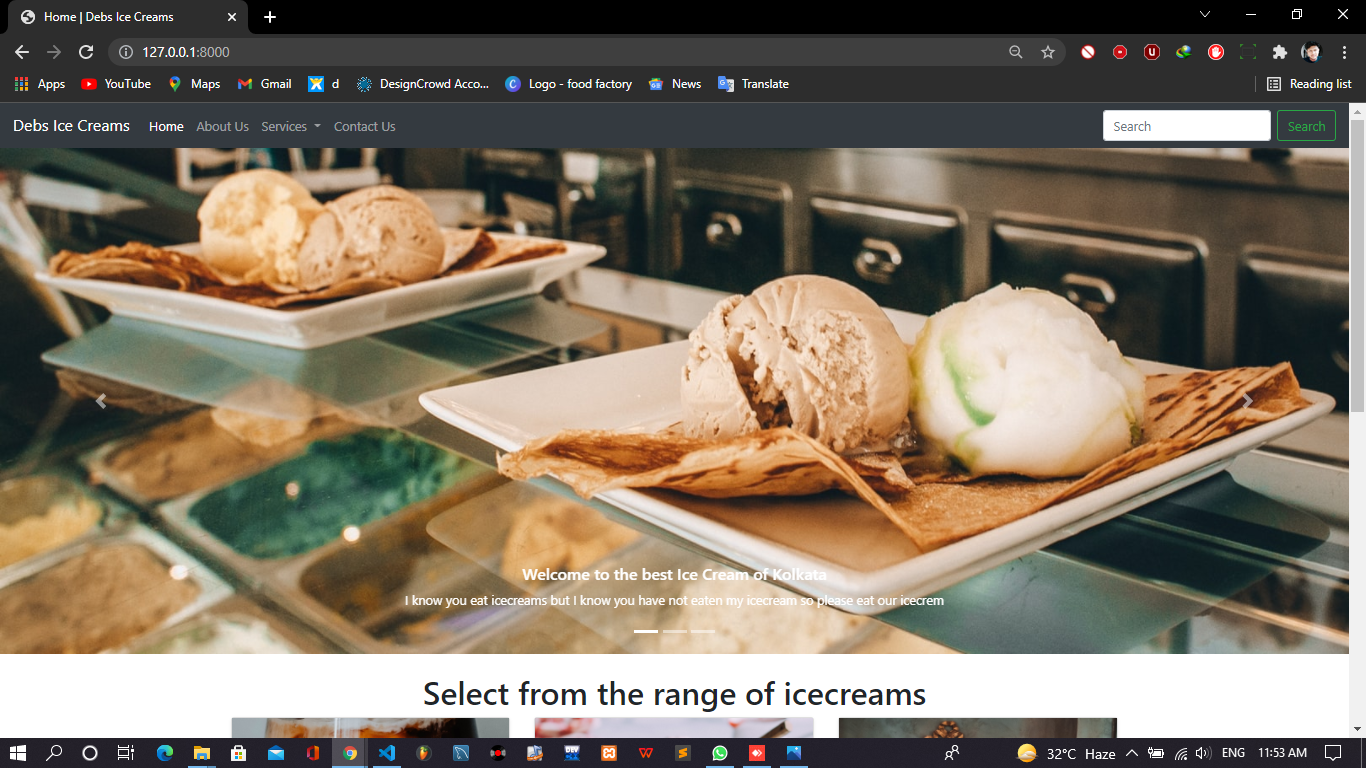 Home | Debs Ice Creams
127.0.0.1:8000
Apps YouTube Maps Gmail d DesignCrowd Acco... Logo - food factory News Translate Reading list
Debs Ice Creams Home About Us Services Contact Us Search Search
Welcome to the best Ice Cream of Kolkata
I know you eat icecreams but I know you have not eaten my icecream so please eat our icecrem
Select from the range of icecreams
32°C Haze ENG 11:53 AM